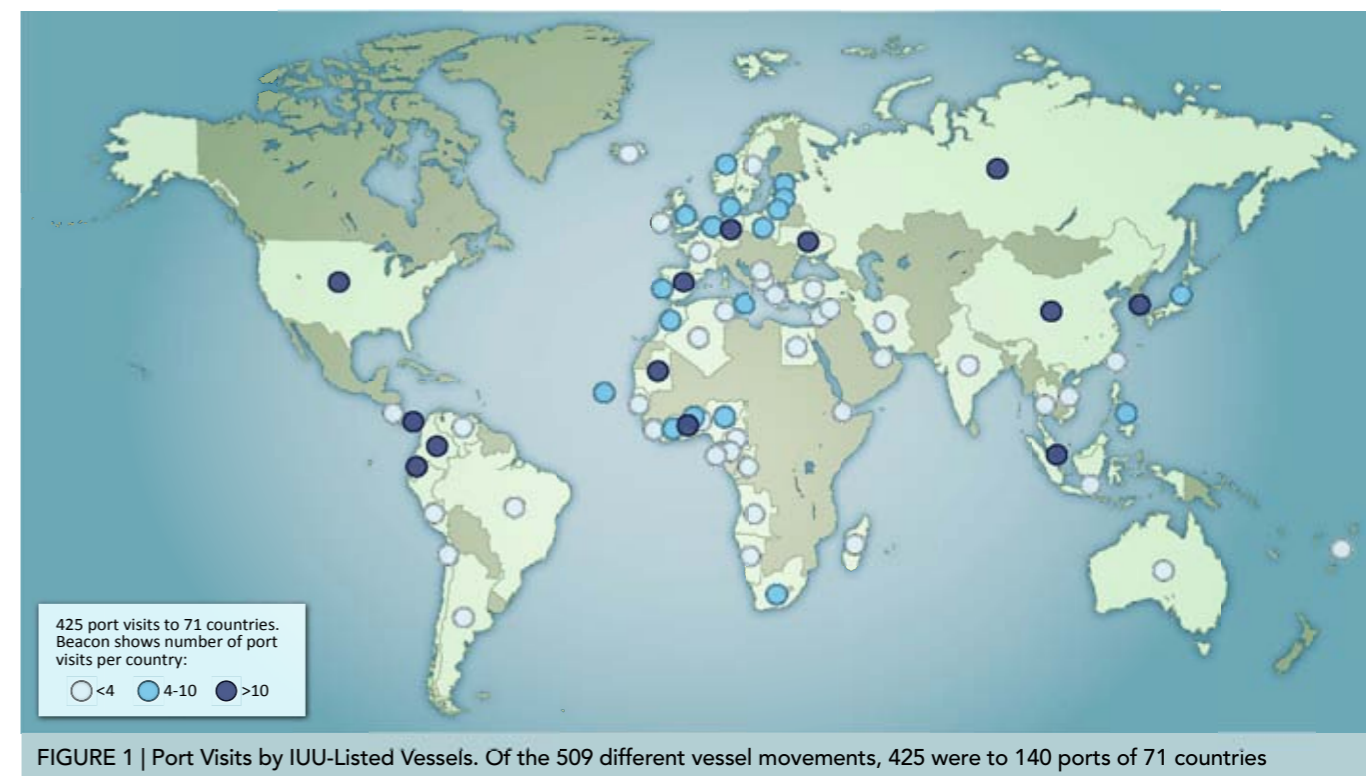 425 port visits to 71 countries.
Beacon shows number of port
visits per country:
<4 4-10 >10
FIGURE 1 | Port Visits by IUU-Listed Vessels. Of the 509 different vessel movements, 425 were to 140 ports of 71 countries